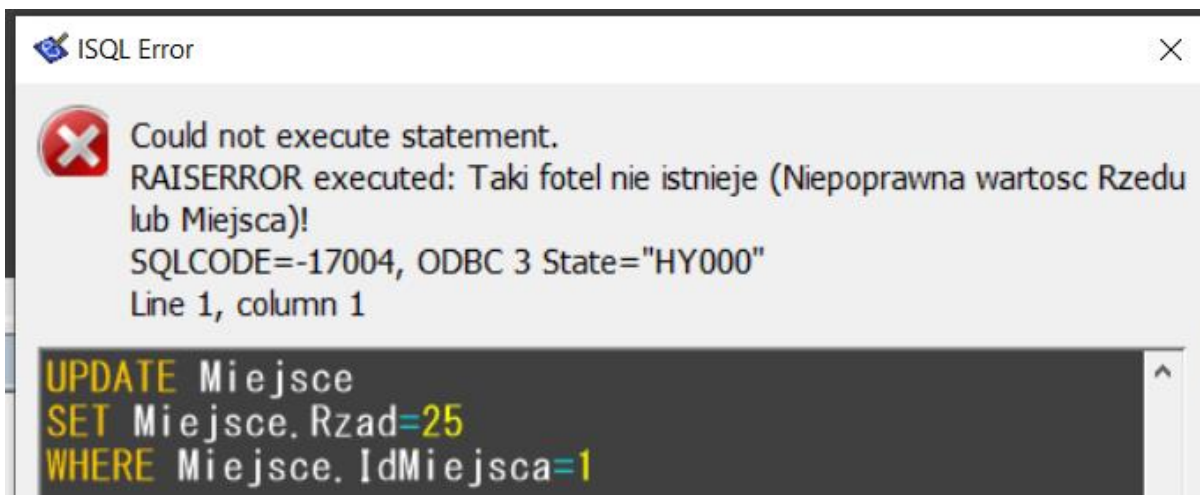 ISQL Error
Could not execute statement.
RAISERROR executed: Taki fotel nie istnieje (Niepoprawna wartosc Rzedu
lub Miejsca)!
SQLCODE=-17004, ODBC 3 State="HY000"
Line 1, column 1
UPDATE Miejsce
SET Miejsce.Rzad=25
WHERE Miejsce.IdMiejsca=1